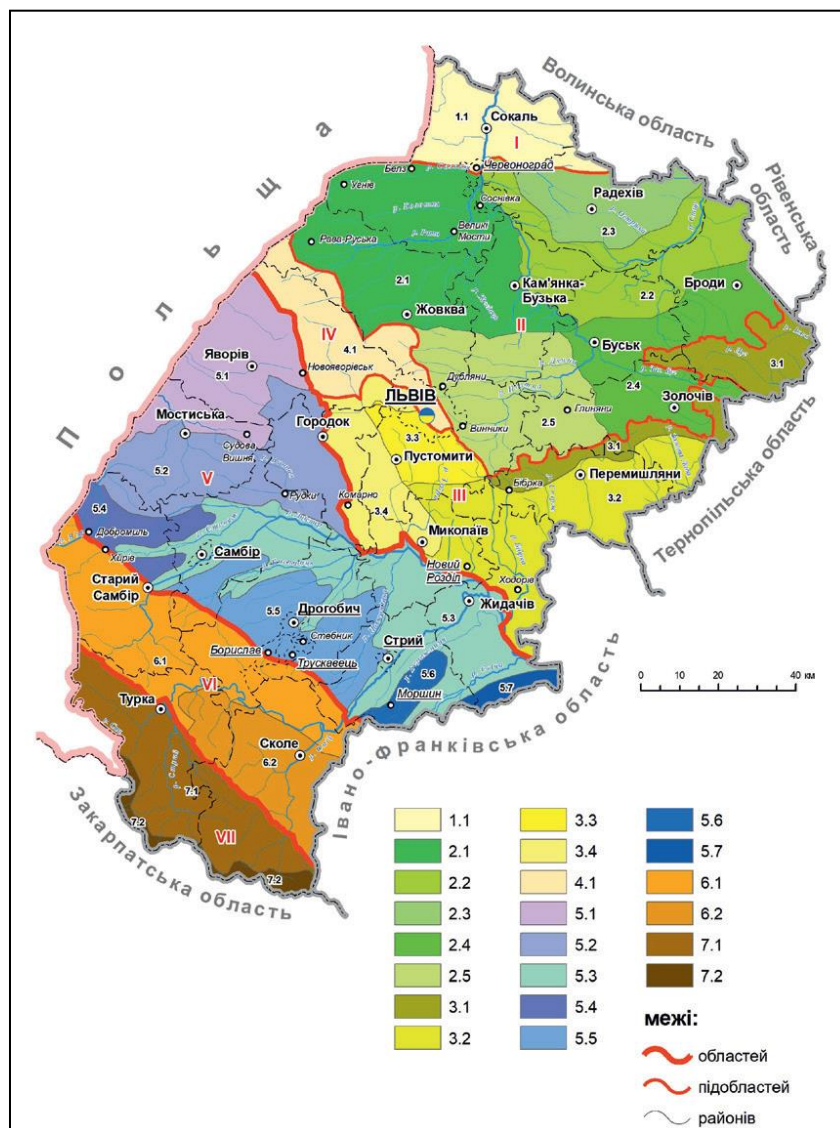 Волинська область
Рівенська область
Польща
1.1
Сокаль
I
Белз
Червоноград
Угнів
Радехів
Соснівка
2.3
Великі
Мости
р. Рата
Рава-Руська
2.1
Кам'янка-
Бузька
2.2
Броди
Жовква
II
IV
4.1
Буськ
3.1
Яворів
5.1
Новояворівськ
Дубляни
2.4
ЛЬВІВ
Золочів
Мостиська
Городок
2.5
Глиняни
Винники
3.3
Судова
Вишня
Пустомити
3.1
5.2
V
Перемишляни
III
Бібрка
3.2
Рудки
Комарно
3.4
5.4
Добромиль
Миколаїв
Хирів
Самбір
Новий
Розділ
Ходорів
Старий
Самбір
5.5
Дрогобич
5.3
Жидачів
Стебник
Борислав
Трускавець
Стрий
6.1
5.6
5.7
VI
Моршин
Турка
Сколе
6.2
7.1
7.2
VII
7.2
Тернопільська область
Івано-Франківська область
Закарпатська область
0 10 20 40 км
1.1
2.1
2.2
2.3
2.4
2.5
3.1
3.2
3.3
3.4
4.1
5.1
5.2
5.3
5.4
5.5
5.6
5.7
6.1
6.2
7.1
7.2
межі:
областей
підобластей
районів